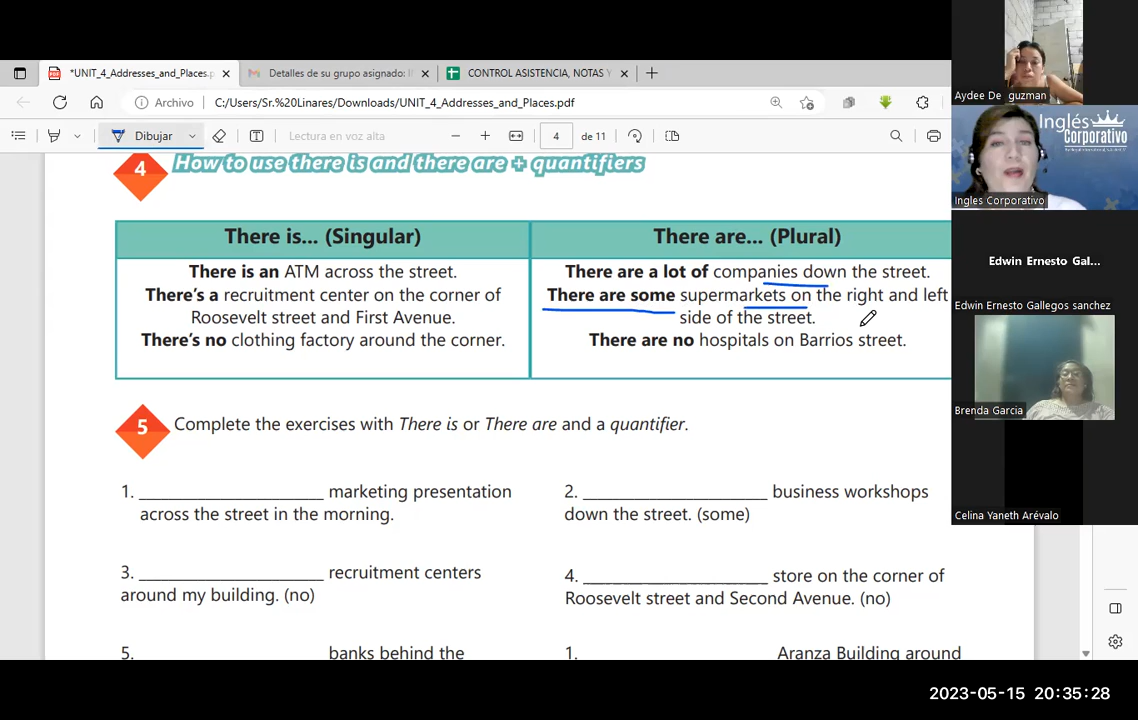 *UNIT_4_Addresses_and_Places.p
Detalles de su grupo asignado: I
CONTROL ASISTENCIA, NOTAS Y
Archivo
C:/Users/Sr.%20Linares/Downloads/UNIT_4_Addresses_and_Places.pdf
Dibujar
Lectura en voz alta
4
de 11
4
How to use there is and there are + quantifiers
There is... (Singular)
There are... (Plural)
There is an ATM across the street.
There's a recruitment center on the corner of
Roosevelt street and First Avenue.
There's no clothing factory around the corner.
There are a lot of companies down the street.
There are some supermarkets on the right and left
side of the street.
There are no hospitals on Barrios street.
5
Complete the exercises with There is or There are and a quantifier.
1. ____________________ marketing presentation
across the street in the morning.
2. ____________________ business workshops
down the street. (some)
3. ____________________ recruitment centers
around my building. (no)
4. ____________________ store on the corner of
Roosevelt street and Second Avenue. (no)
5. ____________________ banks behind the
1. ____________________ Aranza Building around
Aydee De guzman
Inglés
Corporativo
Ingles Corporativo
Edwin Ernesto Gal...
Edwin Ernesto Gallegos sanchez
Brenda Garcia
Celina Yaneth Arévalo
2023-05-15 20:35:28